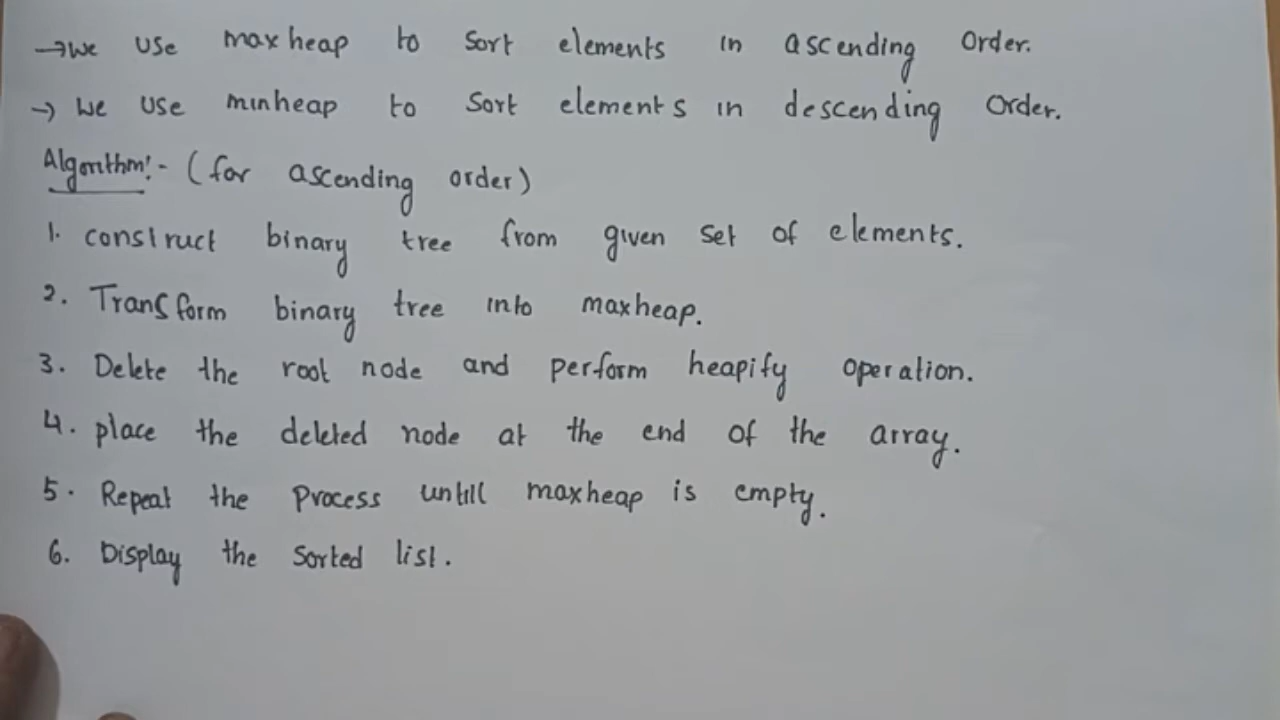 → We use maxheap to sort elements in ascending order.
→ We use minheap to sort elements in descending order.
Algorithm:- (for ascending order)
1. construct binary tree from given set of elements.
2. Transform binary tree into maxheap.
3. Delete the root node and perform heapify operation.
4. place the deleted node at the end of the array.
5. Repeat the process untill maxheap is empty.
6. Display the sorted list.